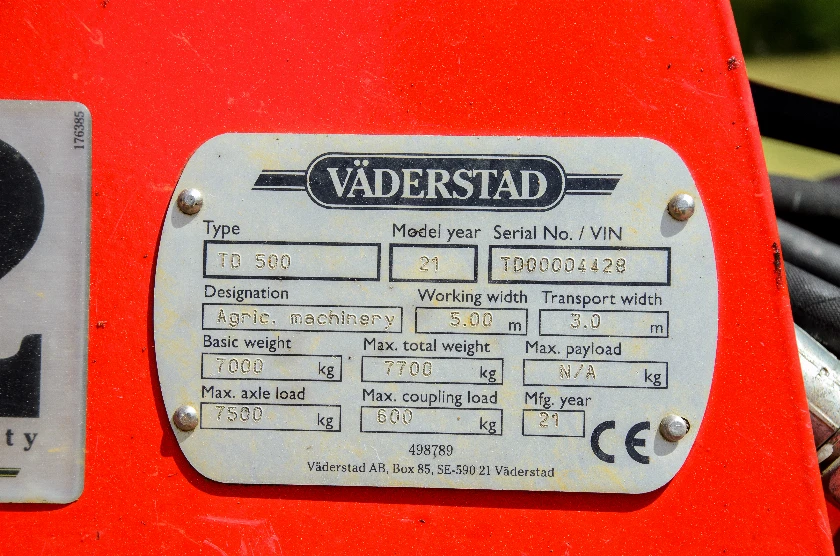 176385
ty
VÄDERSTAD
Type Model year Serial No. / VIN
TD 500 21 TD00004428
Designation Working width Transport width
Agric. machinery 5.00 m 3.0 m
Basic weight Max. total weight Max. payload
7000 kg 7700 kg N/A kg
Max. axle load Max. coupling load Mfg. year
7500 kg 600 kg 21
CE
498789
Väderstad AB, Box 85, SE-590 21 Väderstad